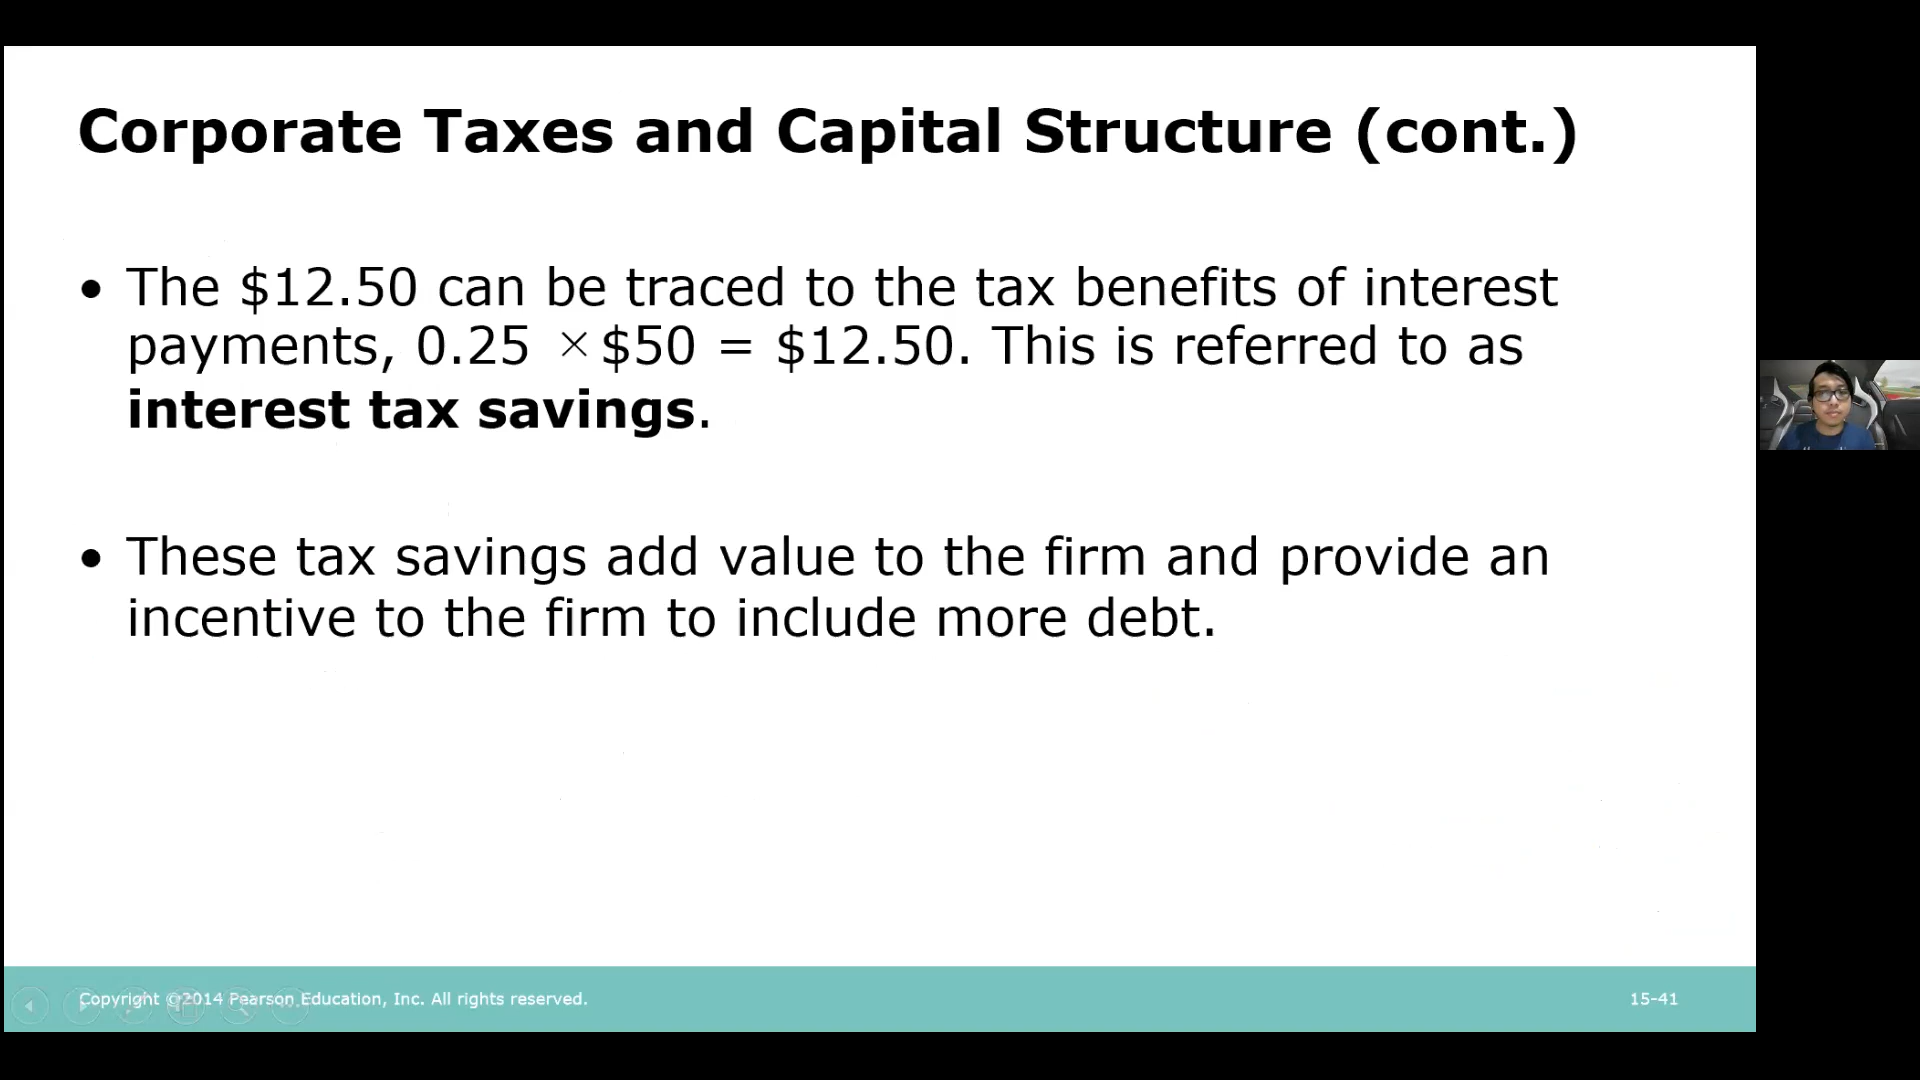 Corporate Taxes and Capital Structure (cont.)
• The $12.50 can be traced to the tax benefits of interest
payments, 0.25 × $50 = $12.50. This is referred to as
interest tax savings.
• These tax savings add value to the firm and provide an
incentive to the firm to include more debt.
Copyright ©2014 Pearson Education, Inc. All rights reserved.
15-41